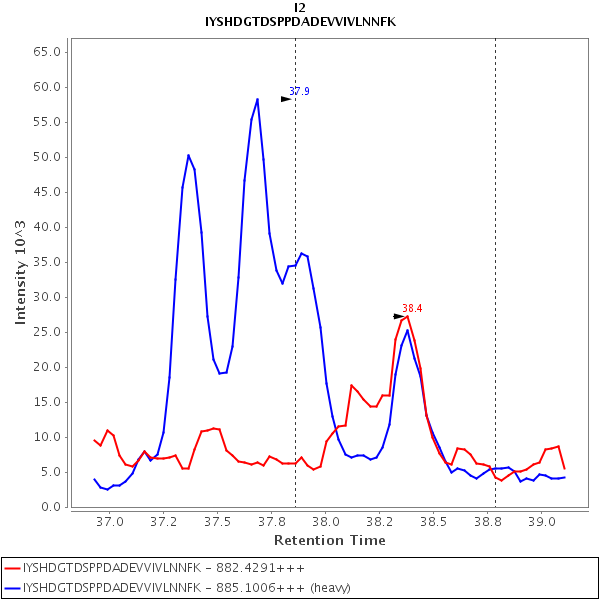 I2
IYSHDGTDSPPDADEVVIVLNNFK
65.0
60.0
55.0
50.0
45.0
40.0
35.0
30.0
25.0
20.0
15.0
10.0
5.0
0.0
Intensity 10^3
37.9
38.4
37.0 37.2 37.5 37.8 38.0 38.2 38.5 38.8 39.0
Retention Time
IYSHDGTDSPPDADEVVIVLNNFK - 882.4291+++
IYSHDGTDSPPDADEVVIVLNNFK - 885.1006+++ (heavy)